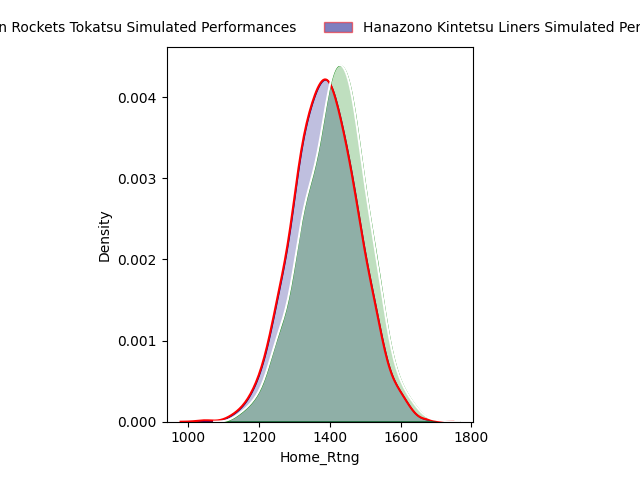 n Rockets Tokatsu Simulated Performances
Hanazono Kintetsu Liners Simulated Per
Density
0.004
0.003
0.002
0.001
0.000
1000 1200 1400 1600 1800
Home_Rtng